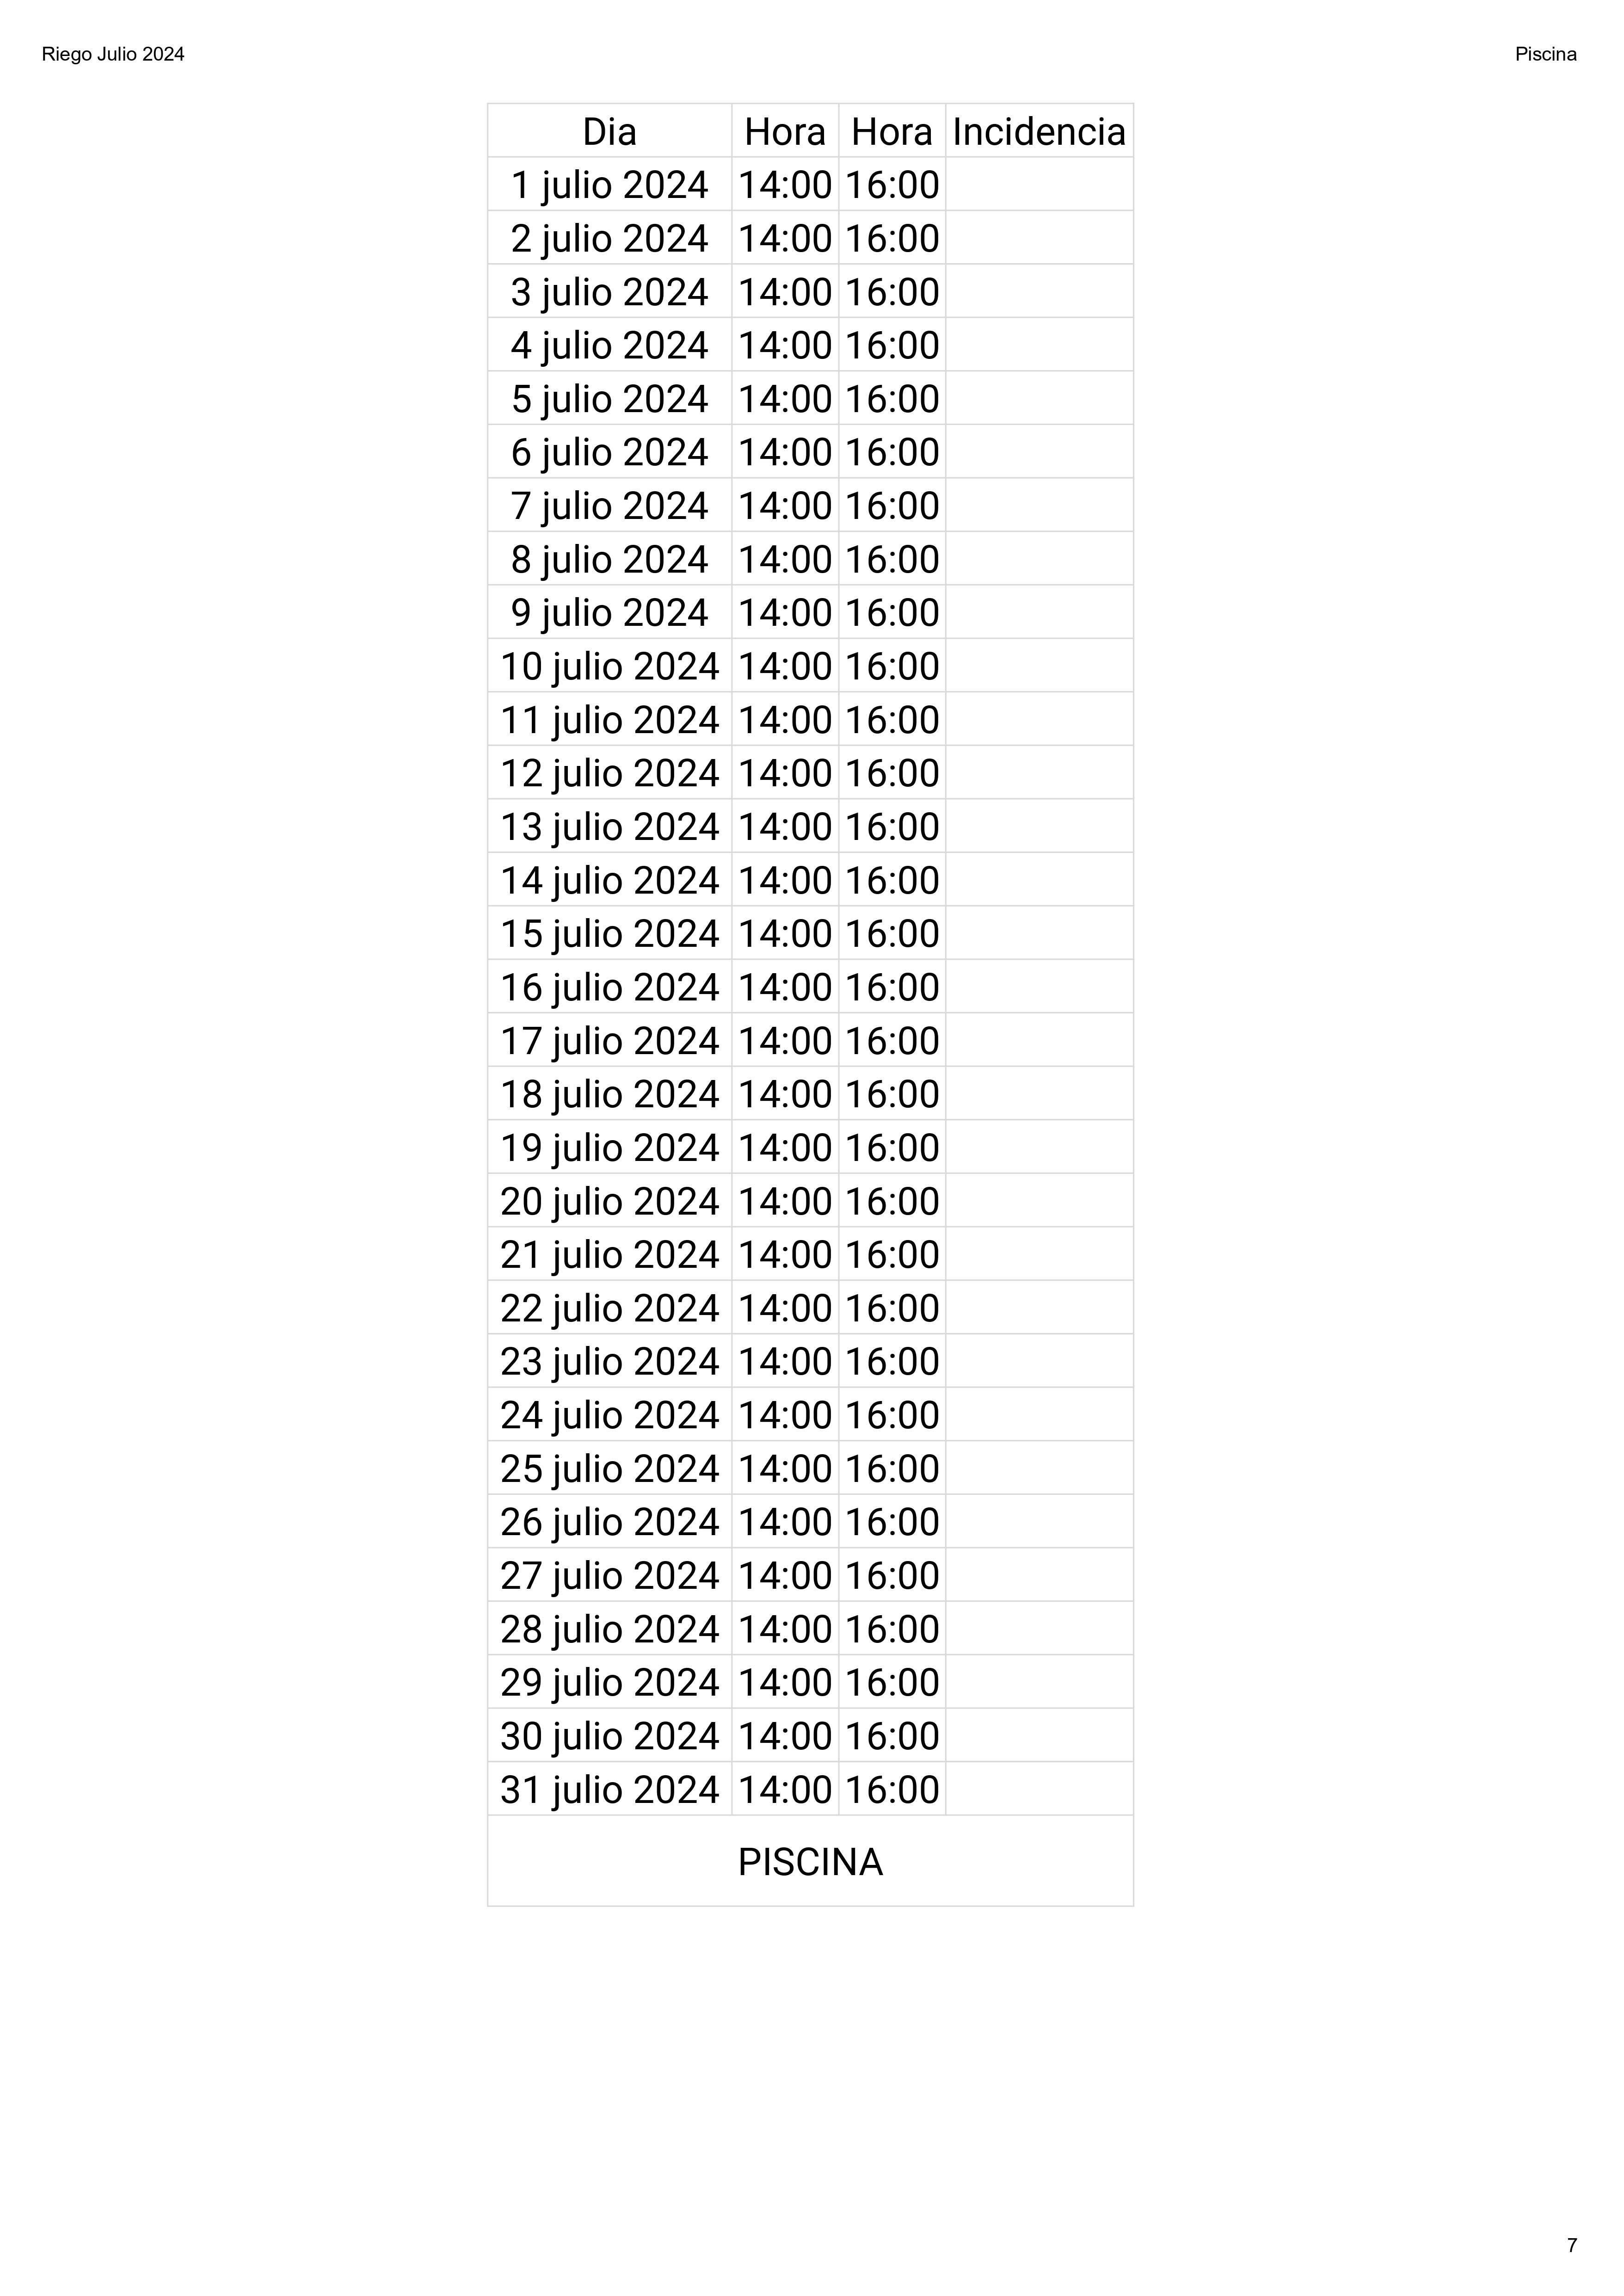 Riego Julio 2024 Piscina
Dia Hora Hora Incidencia
1 julio 2024 14:00 16:00
2 julio 2024 14:00 16:00
3 julio 2024 14:00 16:00
4 julio 2024 14:00 16:00
5 julio 2024 14:00 16:00
6 julio 2024 14:00 16:00
7 julio 2024 14:00 16:00
8 julio 2024 14:00 16:00
9 julio 2024 14:00 16:00
10 julio 2024 14:00 16:00
11 julio 2024 14:00 16:00
12 julio 2024 14:00 16:00
13 julio 2024 14:00 16:00
14 julio 2024 14:00 16:00
15 julio 2024 14:00 16:00
16 julio 2024 14:00 16:00
17 julio 2024 14:00 16:00
18 julio 2024 14:00 16:00
19 julio 2024 14:00 16:00
20 julio 2024 14:00 16:00
21 julio 2024 14:00 16:00
22 julio 2024 14:00 16:00
23 julio 2024 14:00 16:00
24 julio 2024 14:00 16:00
25 julio 2024 14:00 16:00
26 julio 2024 14:00 16:00
27 julio 2024 14:00 16:00
28 julio 2024 14:00 16:00
29 julio 2024 14:00 16:00
30 julio 2024 14:00 16:00
31 julio 2024 14:00 16:00
PISCINA
7